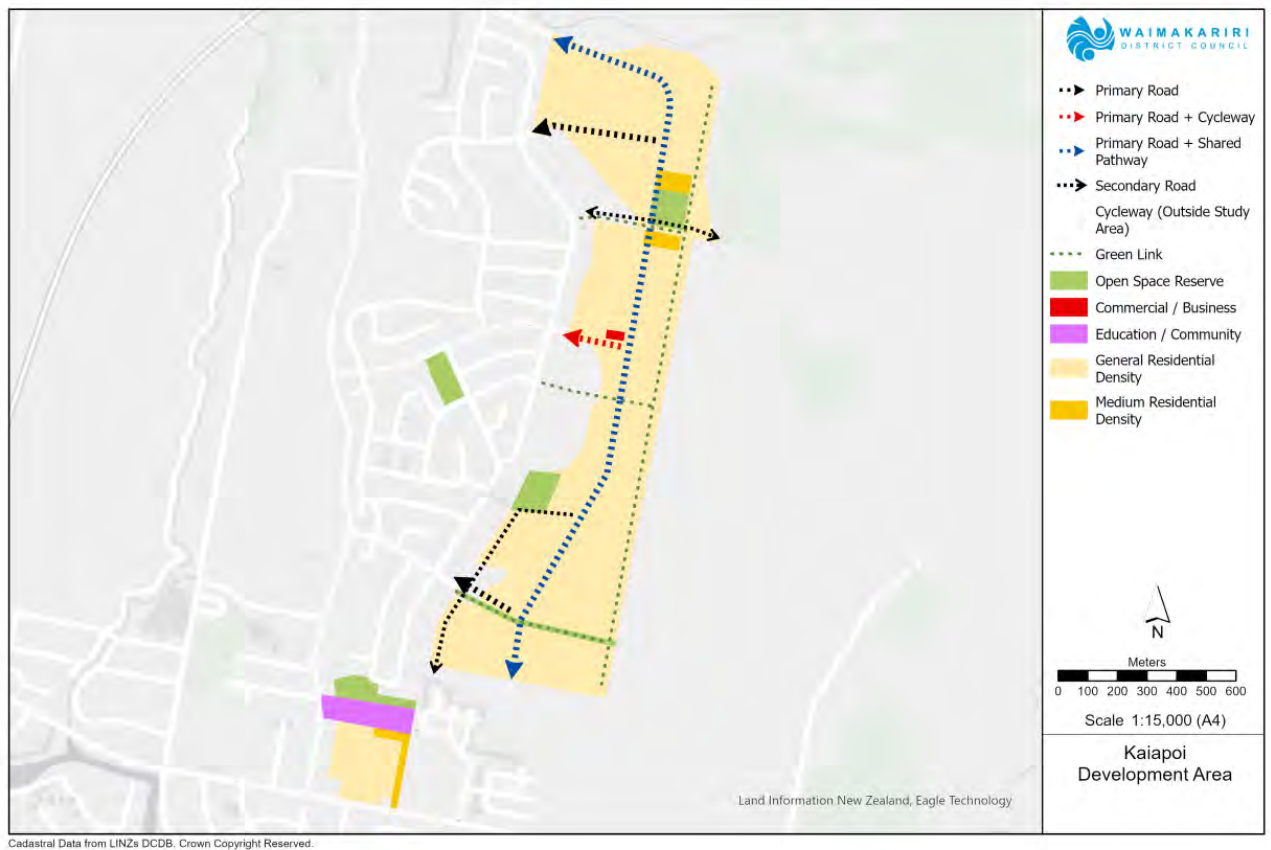 WAIMAKARIRI
DISTRICT COUNCIL
Primary Road
Primary Road + Cycleway
Primary Road + Shared
Pathway
Secondary Road
Cycleway (Outside Study
Area)
Green Link
Open Space Reserve
Commercial / Business
Education / Community
General Residential
Density
Medium Residential
Density
N
Meters
0 100 200 300 400 500 600
Scale 1:15,000 (A4)
Kaiapoi
Development Area
Land Information New Zealand, Eagle Technology
Cadastral Data from LINZs DCDB. Crown Copyright Reserved.